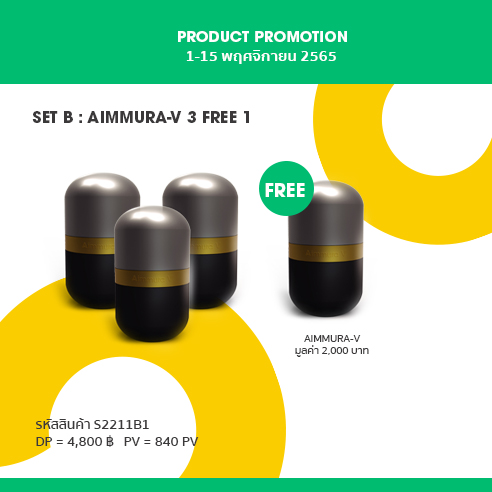 PRODUCT PROMOTION
1-15 พฤศจิกายน 2565
SET B : AIMMURA-V 3 FREE 1
FREE
AIMMURA-V
มูลค่า 2,000 บาท
รหัสสินค้า S2211B1
DP = 4,800 ฿ PV = 840 PV